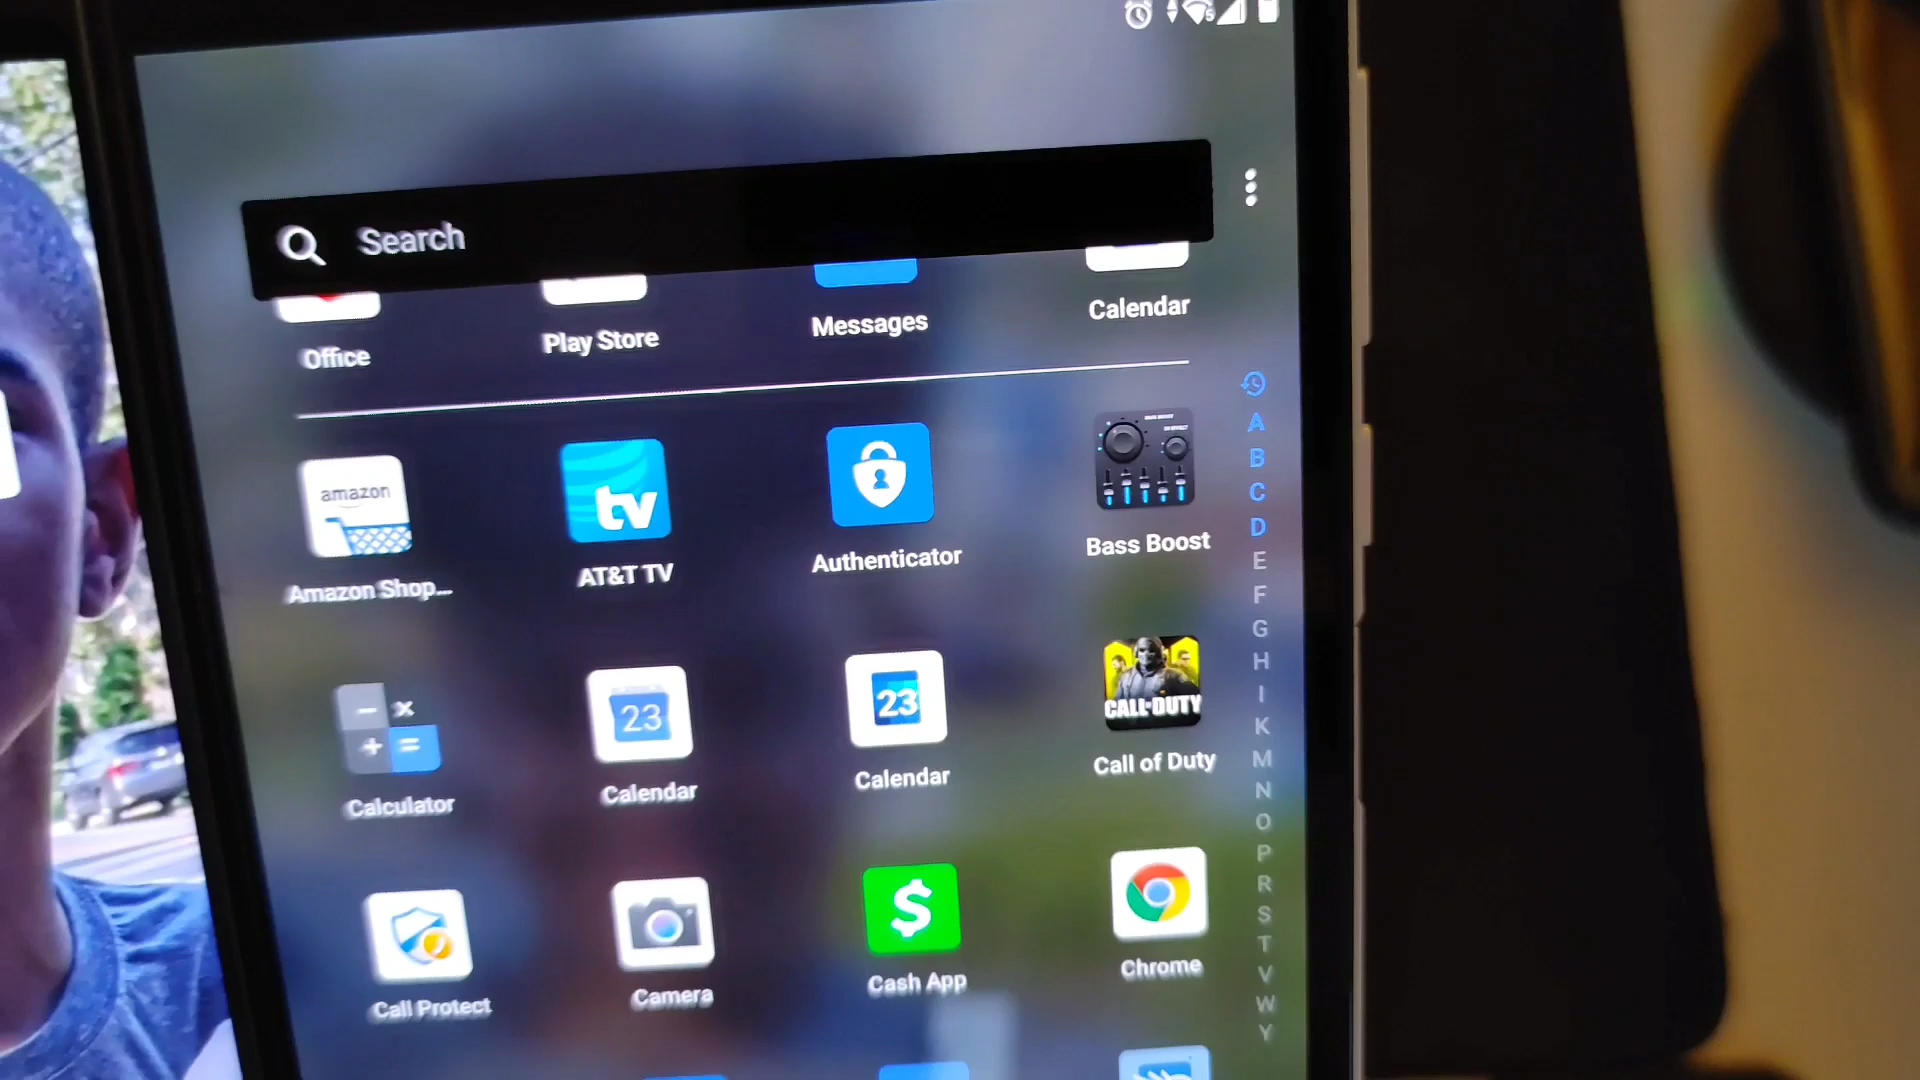 Search
Office
Play Store
Messages
Calendar
amazon
tv
Amazon Shop...
AT&T TV
Authenticator
Bass Boost
23
23
CALL OF DUTY
Calculator
Calendar
Calendar
Call of Duty
$
Call Protect
Camera
Cash App
Chrome
A
B
C
D
E
F
G
H
I
K
M
N
O
P
R
S
T
V
W
Y